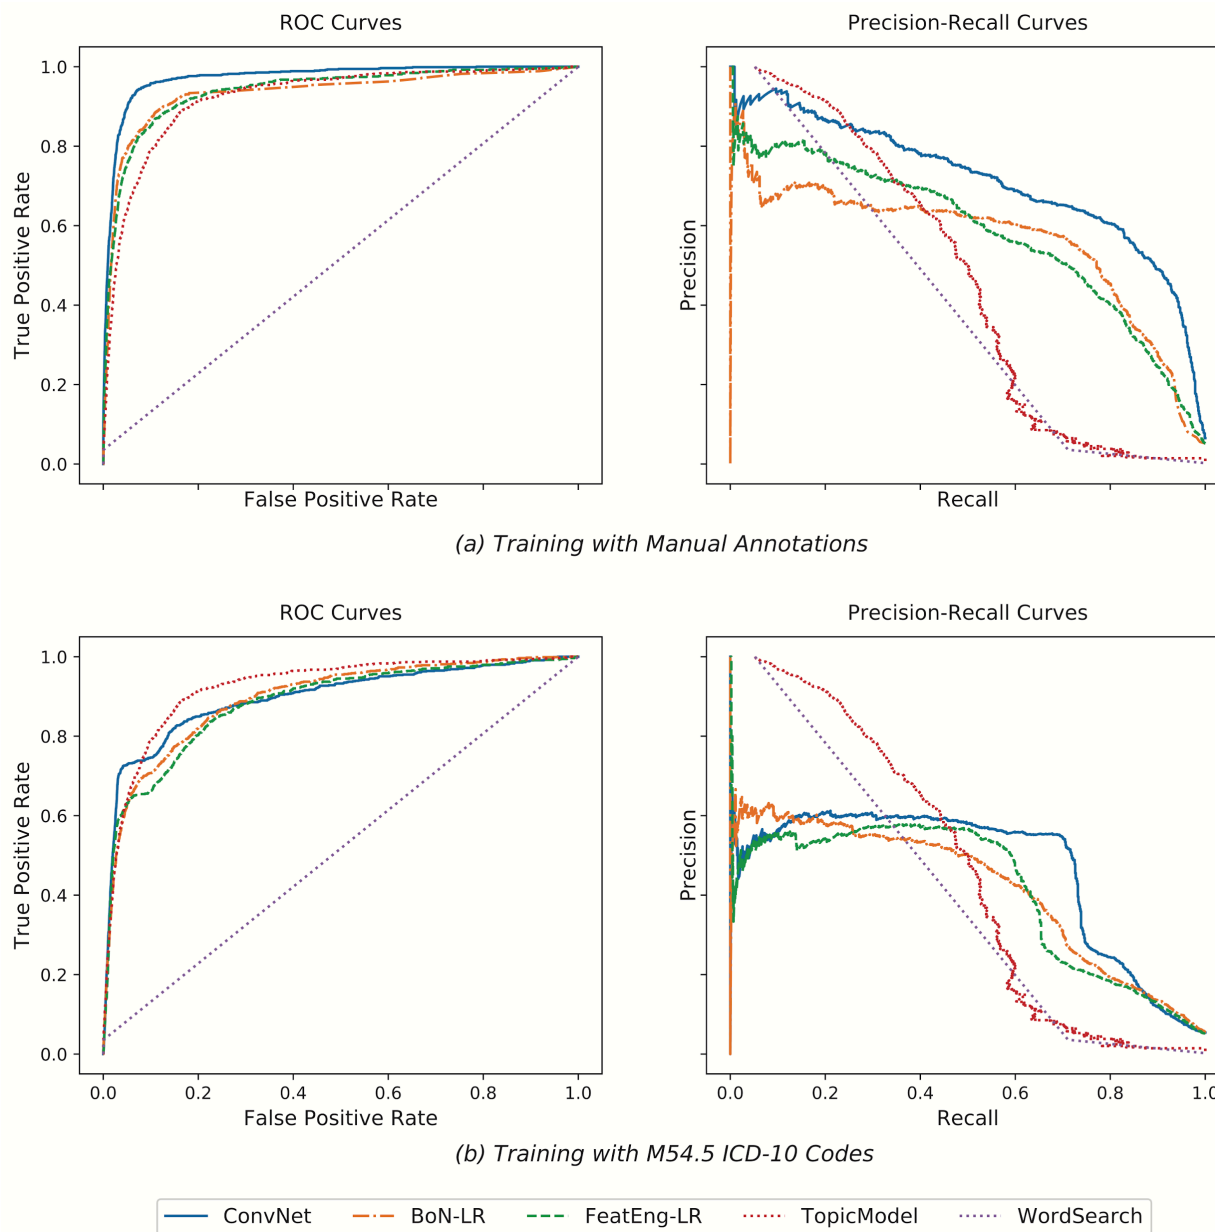 ROC Curves
Precision-Recall Curves
1.0
0.8
0.6
0.4
0.2
0.0
True Positive Rate
False Positive Rate
Precision
Recall
(a) Training with Manual Annotations
ROC Curves
Precision-Recall Curves
1.0
0.8
0.6
0.4
0.2
0.0
True Positive Rate
0.0 0.2 0.4 0.6 0.8 1.0
False Positive Rate
Precision
0.0 0.2 0.4 0.6 0.8 1.0
Recall
(b) Training with M54.5 ICD-10 Codes
ConvNet BoN-LR FeatEng-LR TopicModel WordSearch